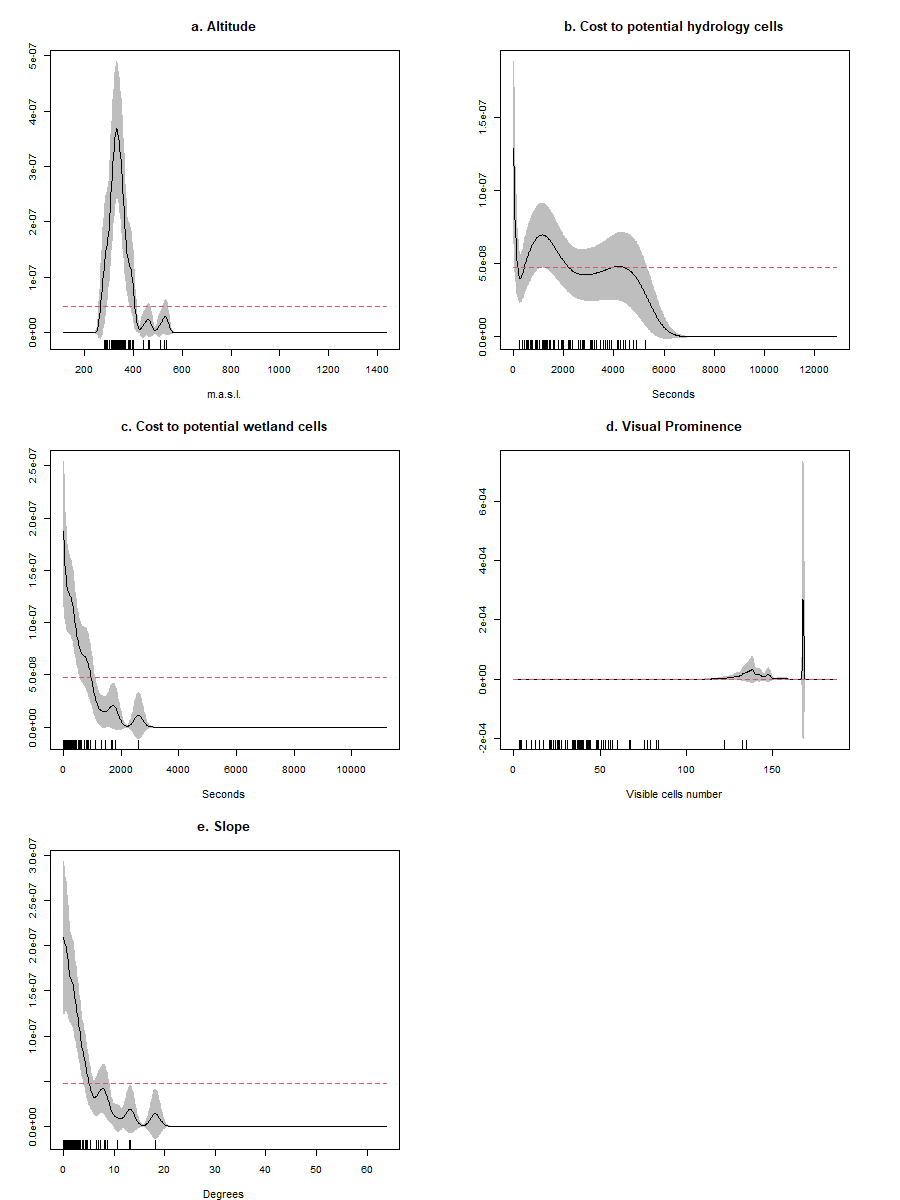 a. Altitude
5e-07
4e-07
3e-07
2e-07
1e-07
0e+00
200 400 600 800 1000 1200 1400
m.a.s.l.
b. Cost to potential hydrology cells
1.5e-07
1.0e-07
5.0e-08
0.0e+00
0 2000 4000 6000 8000 10000 12000
Seconds
c. Cost to potential wetland cells
2.5e-07
2.0e-07
1.5e-07
1.0e-07
5.0e-08
0.0e+00
0 2000 4000 6000 8000 10000
Seconds
d. Visual Prominence
6e-04
4e-04
2e-04
0e+00
-2e-04
0 50 100 150
Visible cells number
e. Slope
3.0e-07
2.5e-07
2.0e-07
1.5e-07
1.0e-07
0.0e+00
0 10 20 30 40 50 60
Degrees